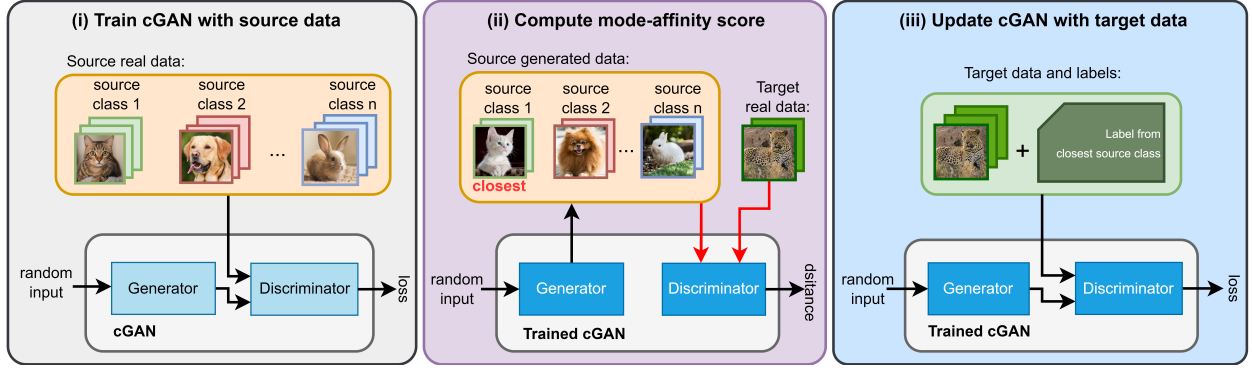 (i) Train cGAN with source data
Source real data:
source
class 1
source
class 2
source
class n
...
random
input
Generator
Discriminator
loss
cGAN
(ii) Compute mode-affinity score
Source generated data:
source
class 1
source
class 2
source
class n
...
closest
Target
real data:
random
input
Generator
Discriminator
dsitance
Trained cGAN
(iii) Update cGAN with target data
Target data and labels:
+
Label from
closest source class
random
input
Generator
Discriminator
loss
Trained cGAN